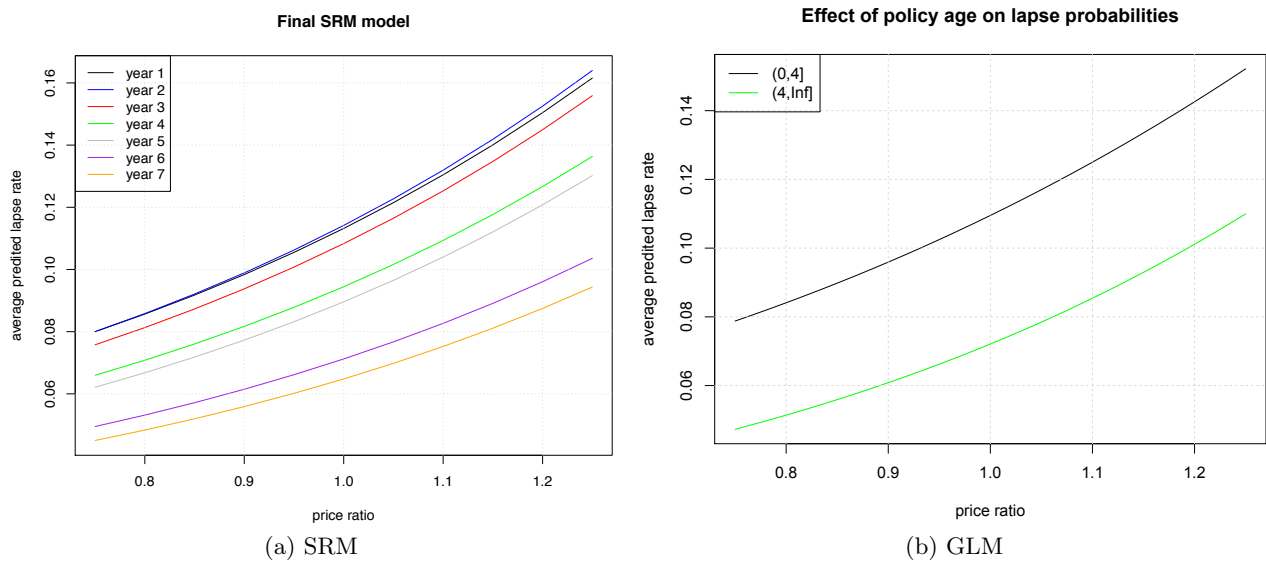 Final SRM model
year 1
year 2
year 3
year 4
year 5
year 6
year 7
average predited lapse rate
0.16
0.14
0.12
0.10
0.08
0.06
0.8 0.9 1.0 1.1 1.2
price ratio
(a) SRM
Effect of policy age on lapse probabilities
(0,4]
(4,Inf]
average predited lapse rate
0.14
0.12
0.10
0.08
0.06
0.8 0.9 1.0 1.1 1.2
price ratio
(b) GLM